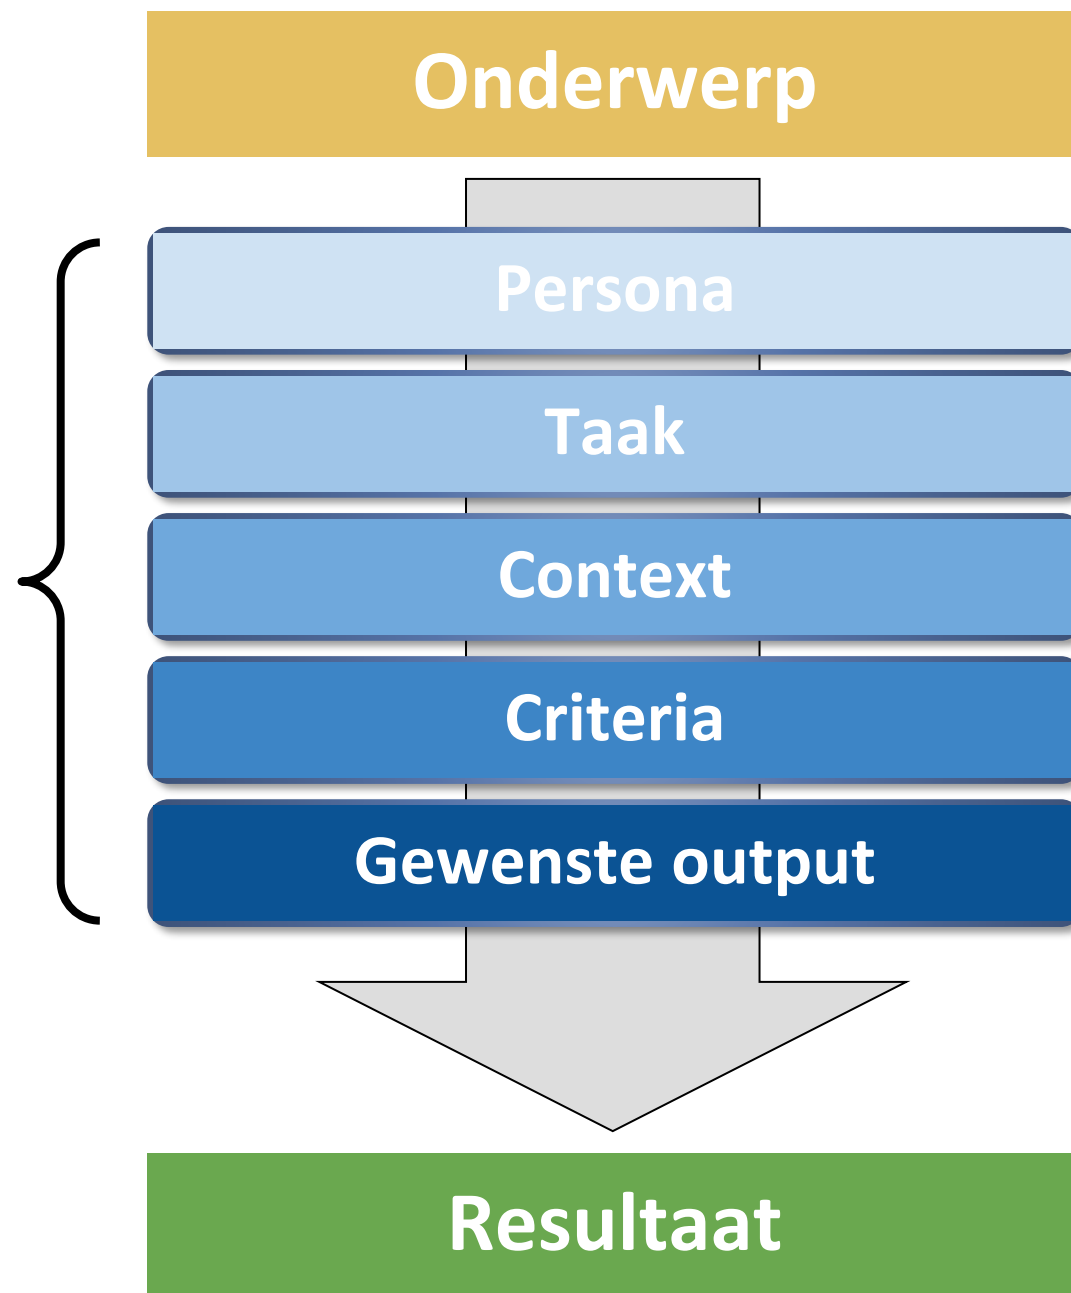 Onderwerp
Persona
Taak
Context
Criteria
Gewenste output
Resultaat